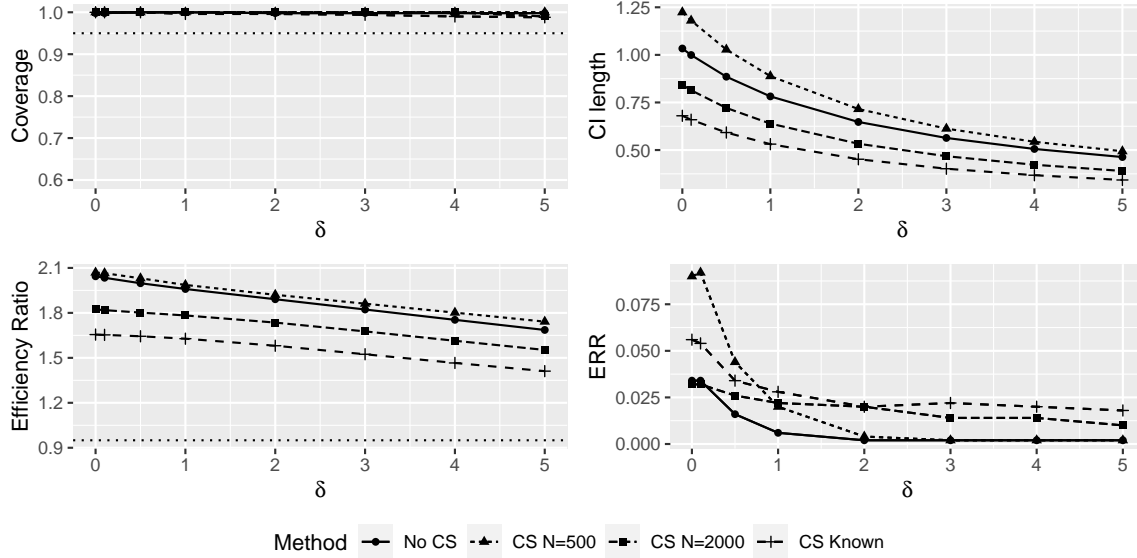 Coverage
1.0
0.9
0.8
0.7
0.6
0 1 2 3 4 5
δ
CI length
1.25
1.00
0.75
0.50
0 1 2 3 4 5
δ
Efficiency Ratio
2.1
1.8
1.5
1.2
0.9
0 1 2 3 4 5
δ
ERR
0.075
0.050
0.025
0.000
0 1 2 3 4 5
δ
Method No CS CS N=500 CS N=2000 CS Known